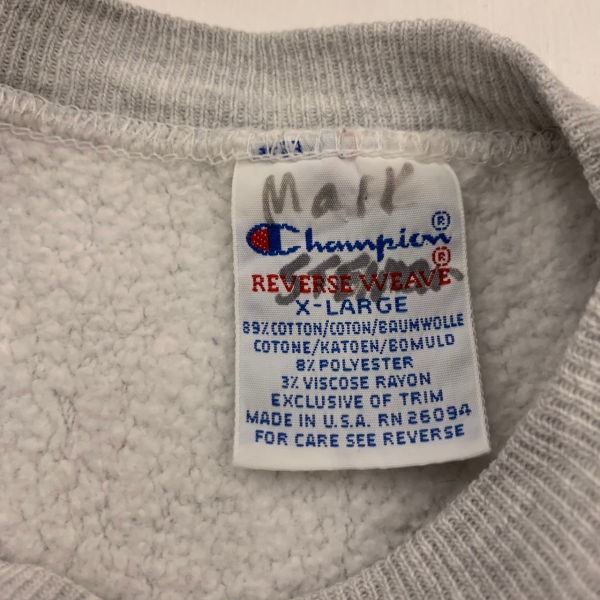 Mark
Champion®
REVERSE WEAVE®
X-LARGE
89% COTTON/COTON/BAUMWOLLE
COTONE/KATOEN/BOMULD
8% POLYESTER
3% VISCOSE RAYON
EXCLUSIVE OF TRIM
MADE IN U.S.A. RN 26094
FOR CARE SEE REVERSE